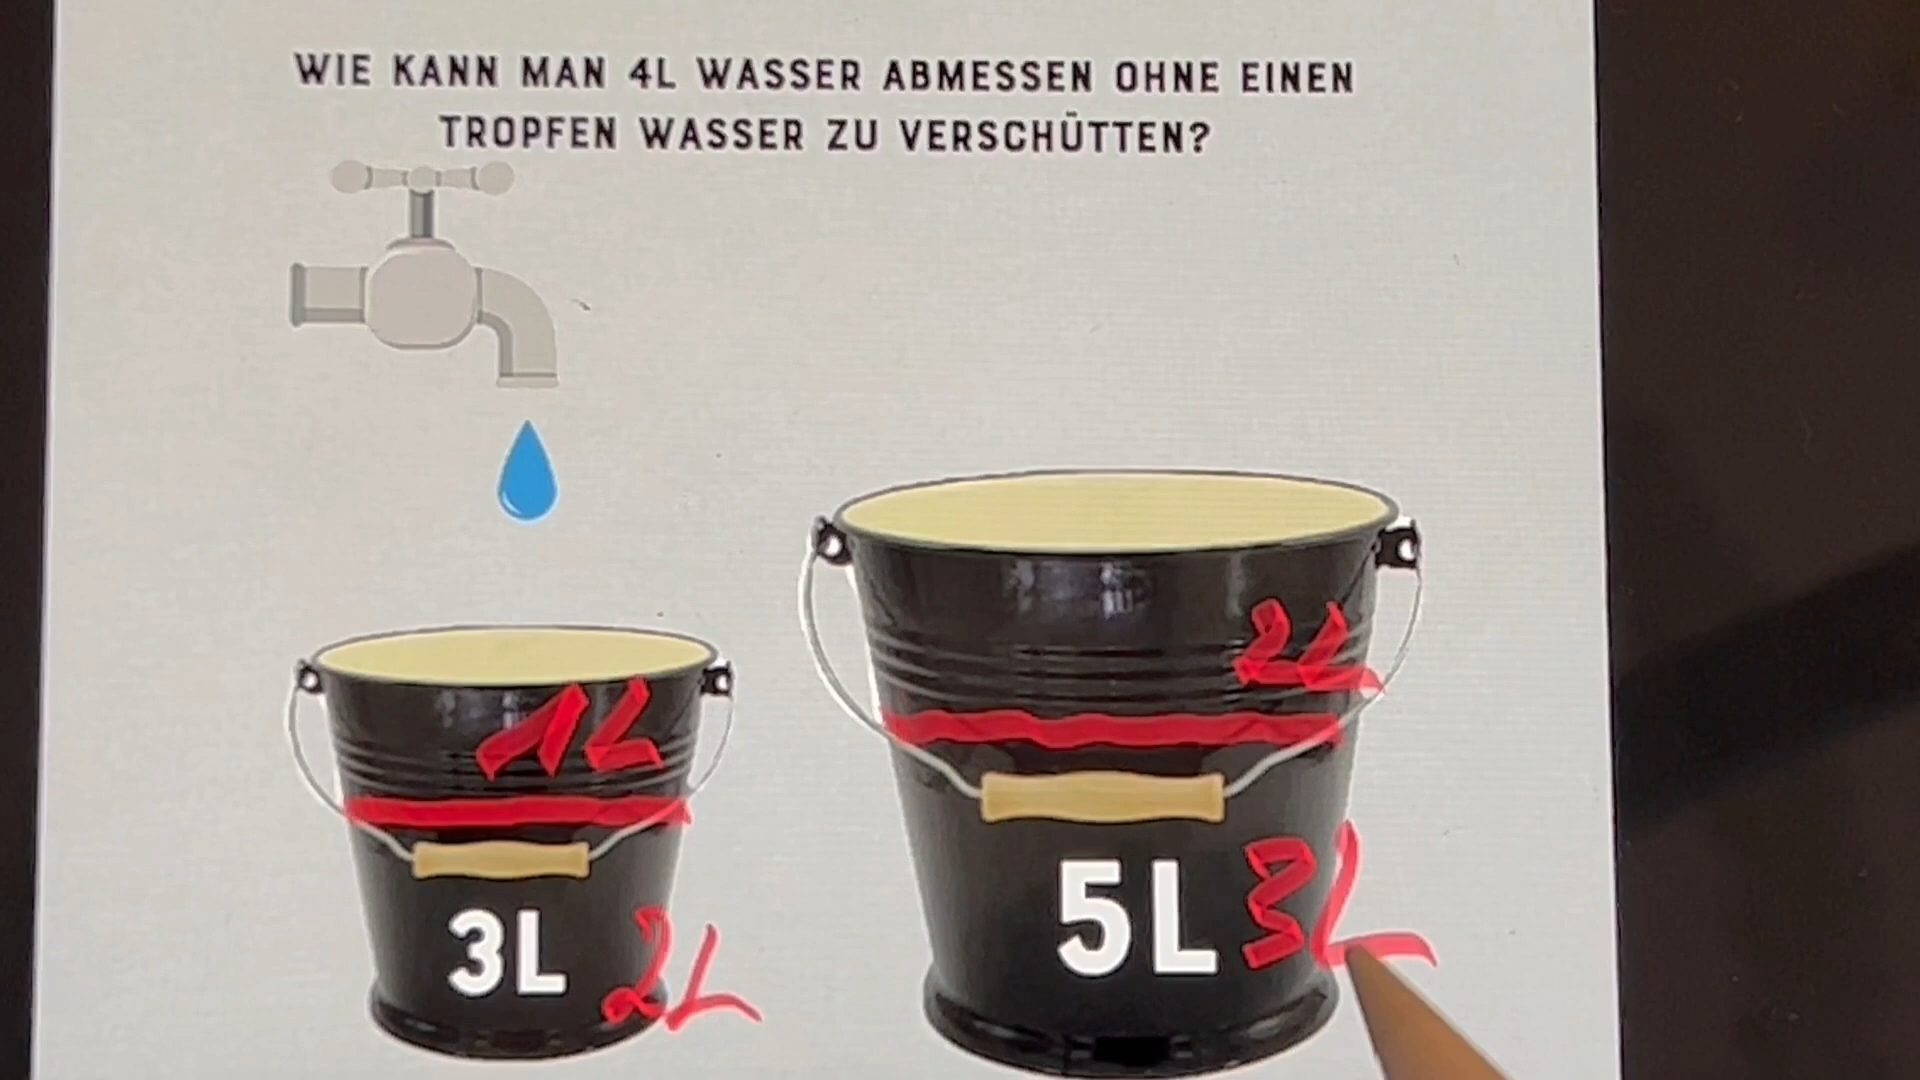 WIE KANN MAN 4L WASSER ABMESSEN OHNE EINEN
TROPFEN WASSER ZU VERSCHÜTTEN?
1L
3L
2L
2L
5L
3L